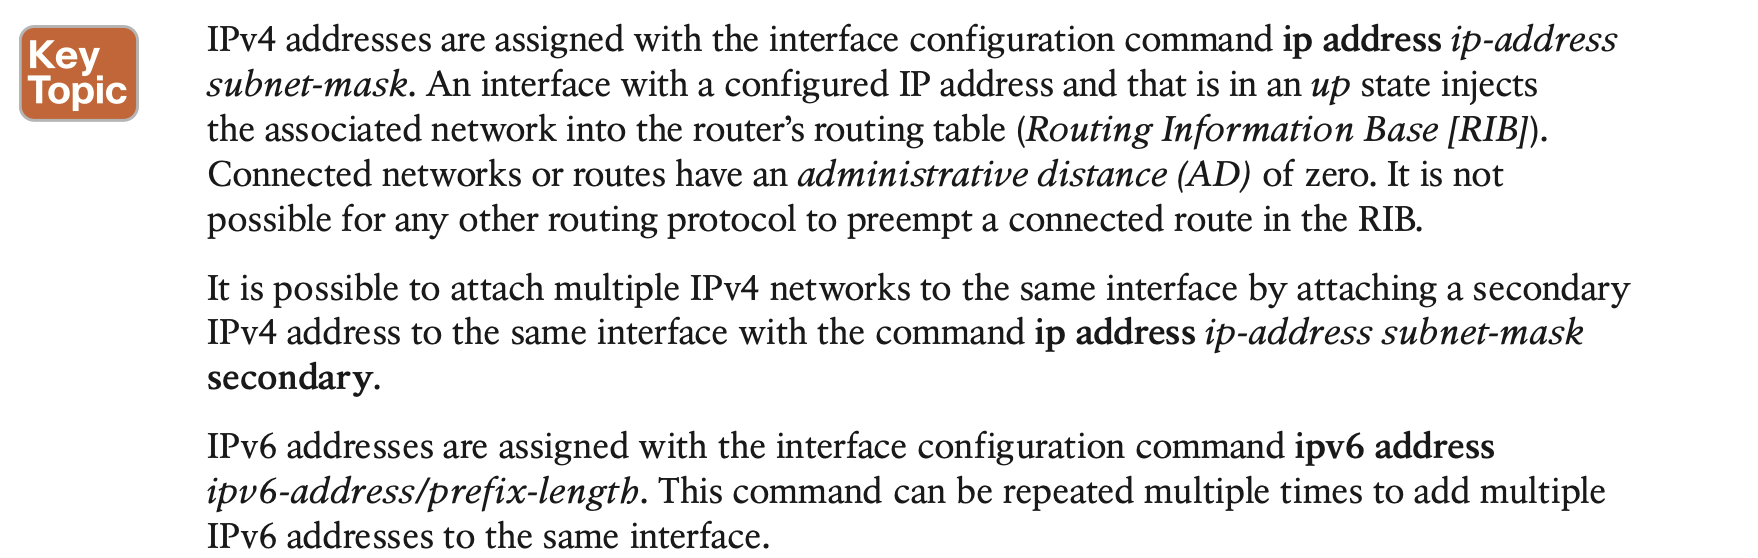 Key
Topic
IPv4 addresses are assigned with the interface configuration command ip address ip-address
subnet-mask. An interface with a configured IP address and that is in an up state injects
the associated network into the router’s routing table (Routing Information Base [RIB]).
Connected networks or routes have an administrative distance (AD) of zero. It is not
possible for any other routing protocol to preempt a connected route in the RIB.
It is possible to attach multiple IPv4 networks to the same interface by attaching a secondary
IPv4 address to the same interface with the command ip address ip-address subnet-mask
secondary.
IPv6 addresses are assigned with the interface configuration command ipv6 address
ipv6-address/prefix-length. This command can be repeated multiple times to add multiple
IPv6 addresses to the same interface.